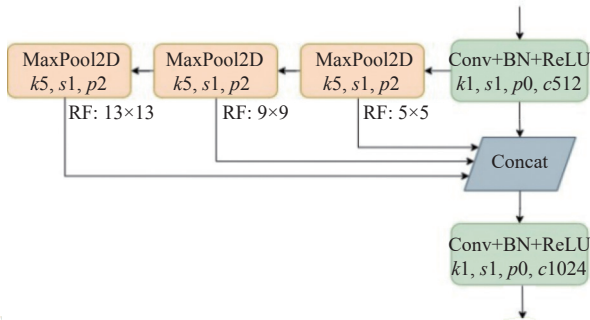 MaxPool2D
k5, s1, p2
RF: 13×13
MaxPool2D
k5, s1, p2
RF: 9×9
MaxPool2D
k5, s1, p2
RF: 5×5
Conv+BN+ReLU
k1, s1, p0, c512
Concat
Conv+BN+ReLU
k1, s1, p0, c1024